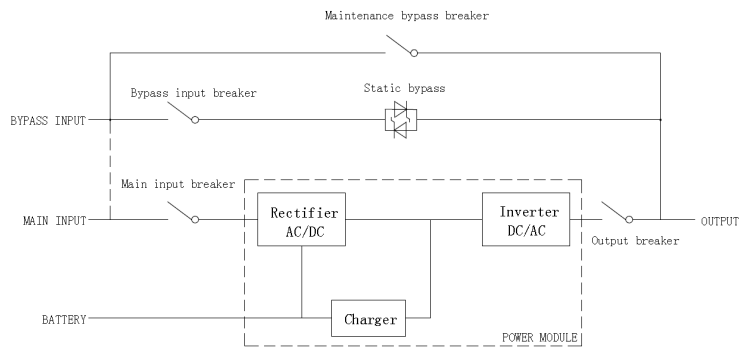 Maintenance bypass breaker
Bypass input breaker
Static bypass
BYPASS INPUT
Main input breaker
Rectifier
AC/DC
Inverter
DC/AC
MAIN INPUT
OUTPUT
Output breaker
BATTERY
Charger
POWER MODULE